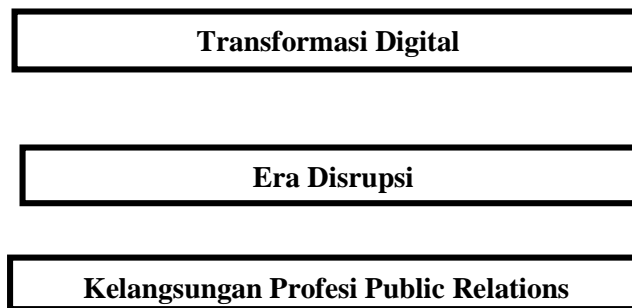 Transformasi Digital
Era Disrupsi
Kelangsungan Profesi Public Relations